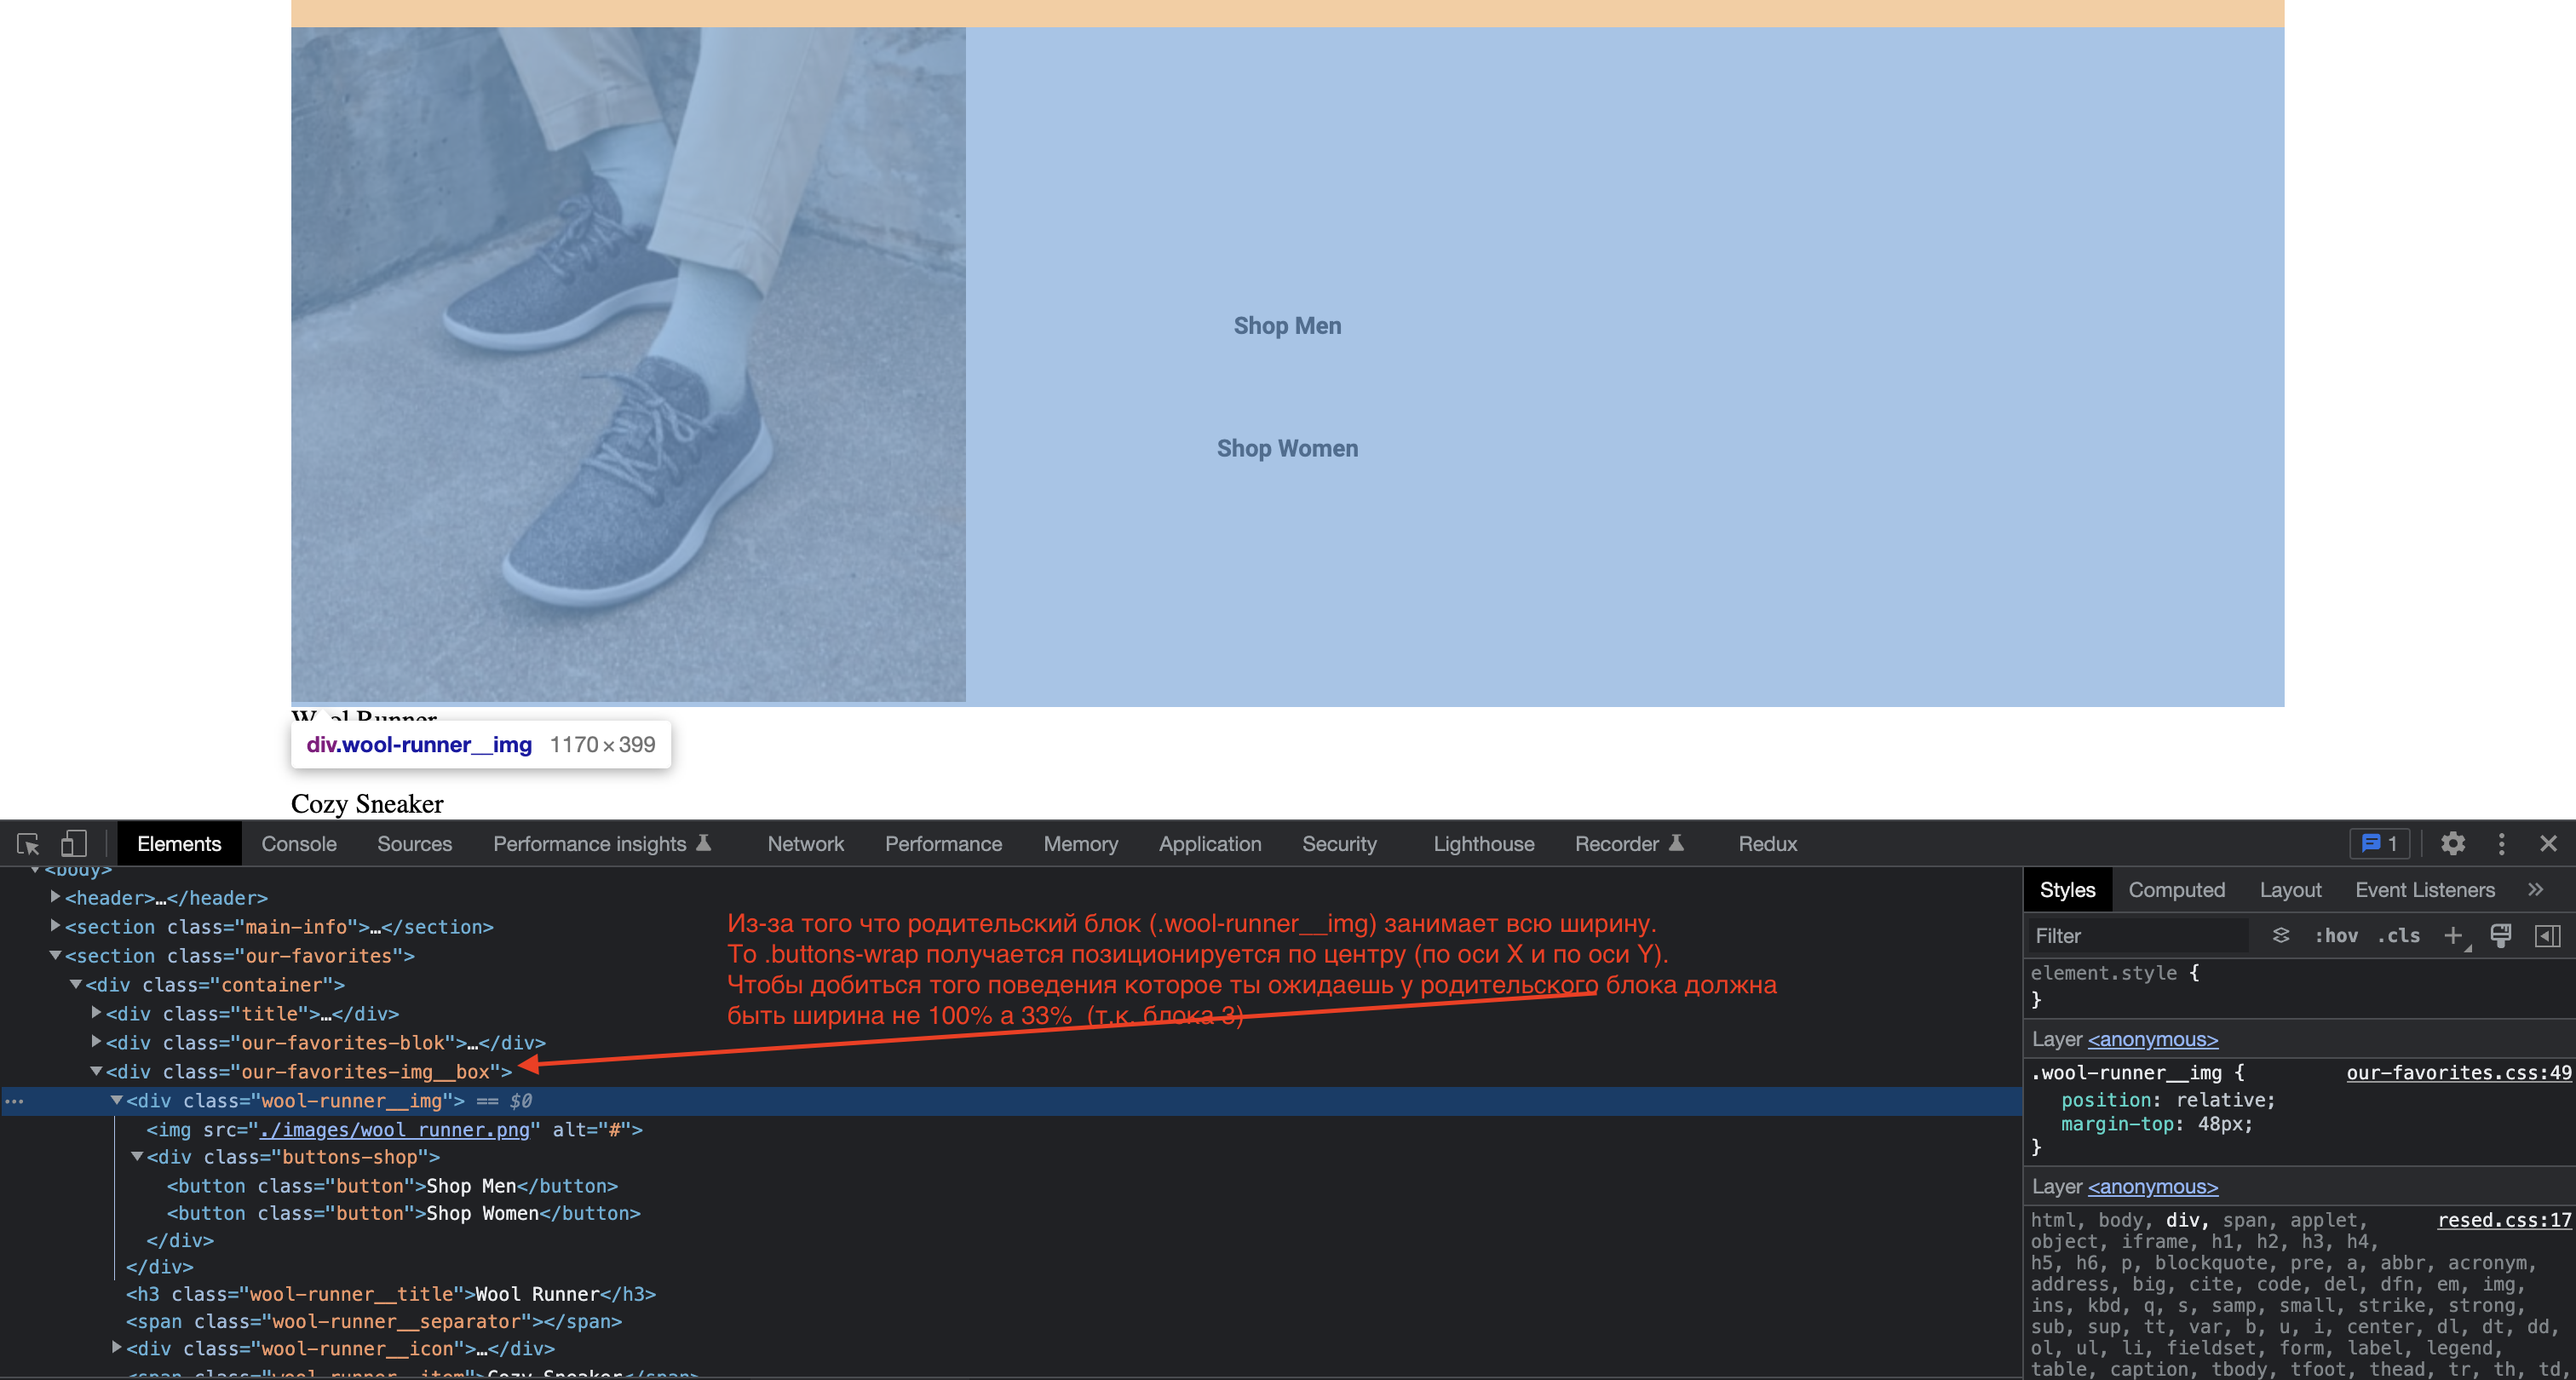 Shop Men
Shop Women
Wool Runner
div.wool-runner__img 1170×399
Cozy Sneaker
Elements Console Sources Performance insights Network Performance Memory Application Security Lighthouse Recorder Redux 1
<body>
<header>…</header>
<section class="main-info">…</section>
<section class="our-favorites">
<div class="container">
<div class="title">…</div>
<div class="our-favorites-blok">…</div>
<div class="our-favorites-img__box">
<div class="wool-runner__img"> == $0
<img src="./images/wool_runner.png" alt="#">
<div class="buttons-shop">
<button class="button">Shop Men</button>
<button class="button">Shop Women</button>
</div>
</div>
<h3 class="wool-runner__title">Wool Runner</h3>
<span class="wool-runner__separator"></span>
<div class="wool-runner__icon">…</div>
<span class="wool-runner__item">Cozy Sneaker</span>
Из-за того что родительский блок (.wool-runner__img) занимает всю ширину.
То .buttons-wrap получается позиционируется по центру (по оси X и по оси Y).
Чтобы добиться того поведения которое ты ожидаешь у родительского блока должна
быть ширина не 100% а 33% (т.к. блока 3)
Styles Computed Layout Event Listeners
Filter :hov .cls
element.style {
}
Layer <anonymous>
.wool-runner__img { our-favorites.css:49
position: relative;
margin-top: 48px;
}
Layer <anonymous>
html, body, div, span, applet, resed.css:17
object, iframe, h1, h2, h3, h4,
h5, h6, p, blockquote, pre, a, abbr, acronym,
address, big, cite, code, del, dfn, em, img,
ins, kbd, q, s, samp, small, strike, strong,
sub, sup, tt, var, b, u, i, center, dl, dt, dd,
ol, ul, li, fieldset, form, label, legend,
table, caption, tbody, tfoot, thead, tr, th, td,